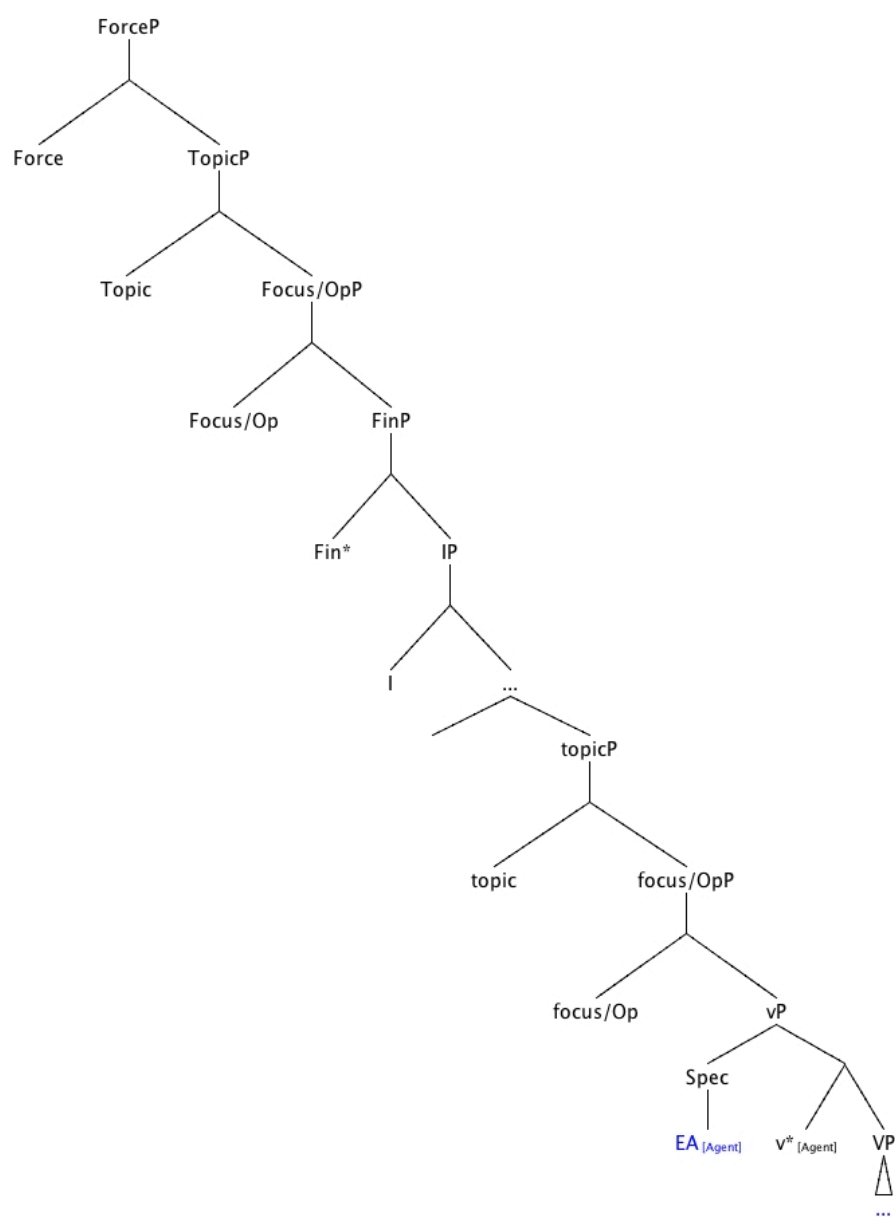 ForceP
Force TopicP
Topic Focus/OpP
Focus/Op FinP
Fin* IP
I ...
topicP
topic focus/OpP
focus/Op vP
Spec
EA [Agent] v* [Agent] VP
...